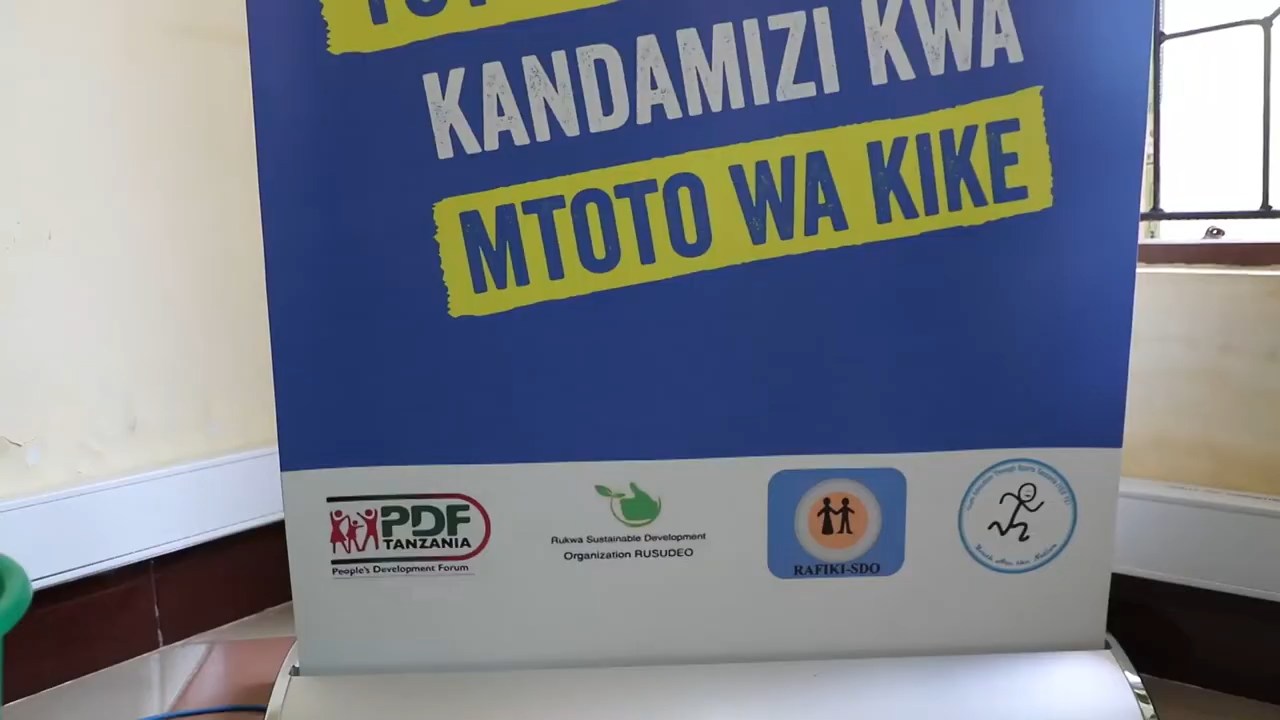 KANDAMIZI KWA
MTOTO WA KIKE
PDF
TANZANIA
People's Development Forum
Rukwa Sustainable Development
Organization RUSUDEO
RAFIKI-SDO